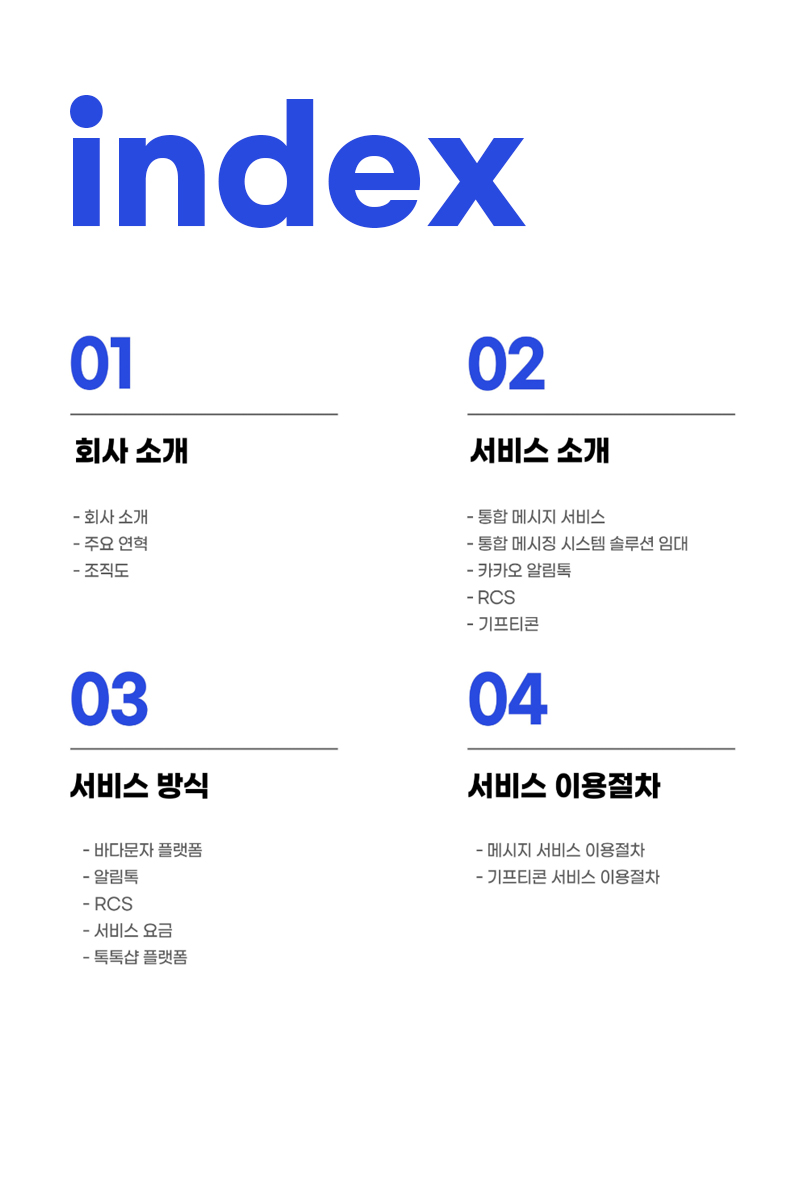 index
01
회사 소개
- 회사 소개
- 주요 연혁
- 조직도
02
서비스 소개
- 통합 메시지 서비스
- 통합 메시징 시스템 솔루션 임대
- 카카오 알림톡
- RCS
- 기프티콘
03
서비스 방식
- 바다문자 플랫폼
- 알림톡
- RCS
- 서비스 요금
- 톡톡샵 플랫폼
04
서비스 이용절차
- 메시지 서비스 이용절차
- 기프티콘 서비스 이용절차